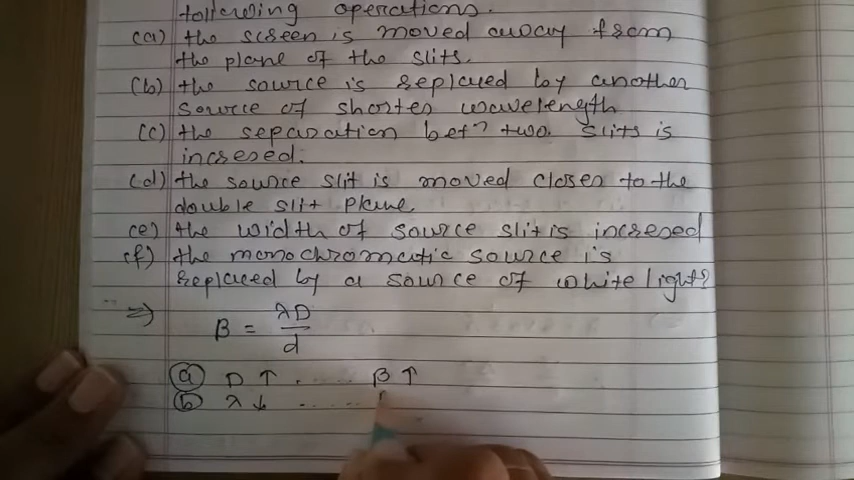 following operations.
(a) the screen is moved away from
the plane of the slits.
(b) the source is replaced by another
source of shorter wavelength
(c) the separation betⁿ two slits is
incresed.
(d) the source slit is moved closer to the
double slit plane.
(e) the width of source slit is incresed
(f) the monochromatic source is
replaced by a source of white light?
⇒ β = λD/d
(a) D ↑ ...... β ↑
(b) λ ↓ ......